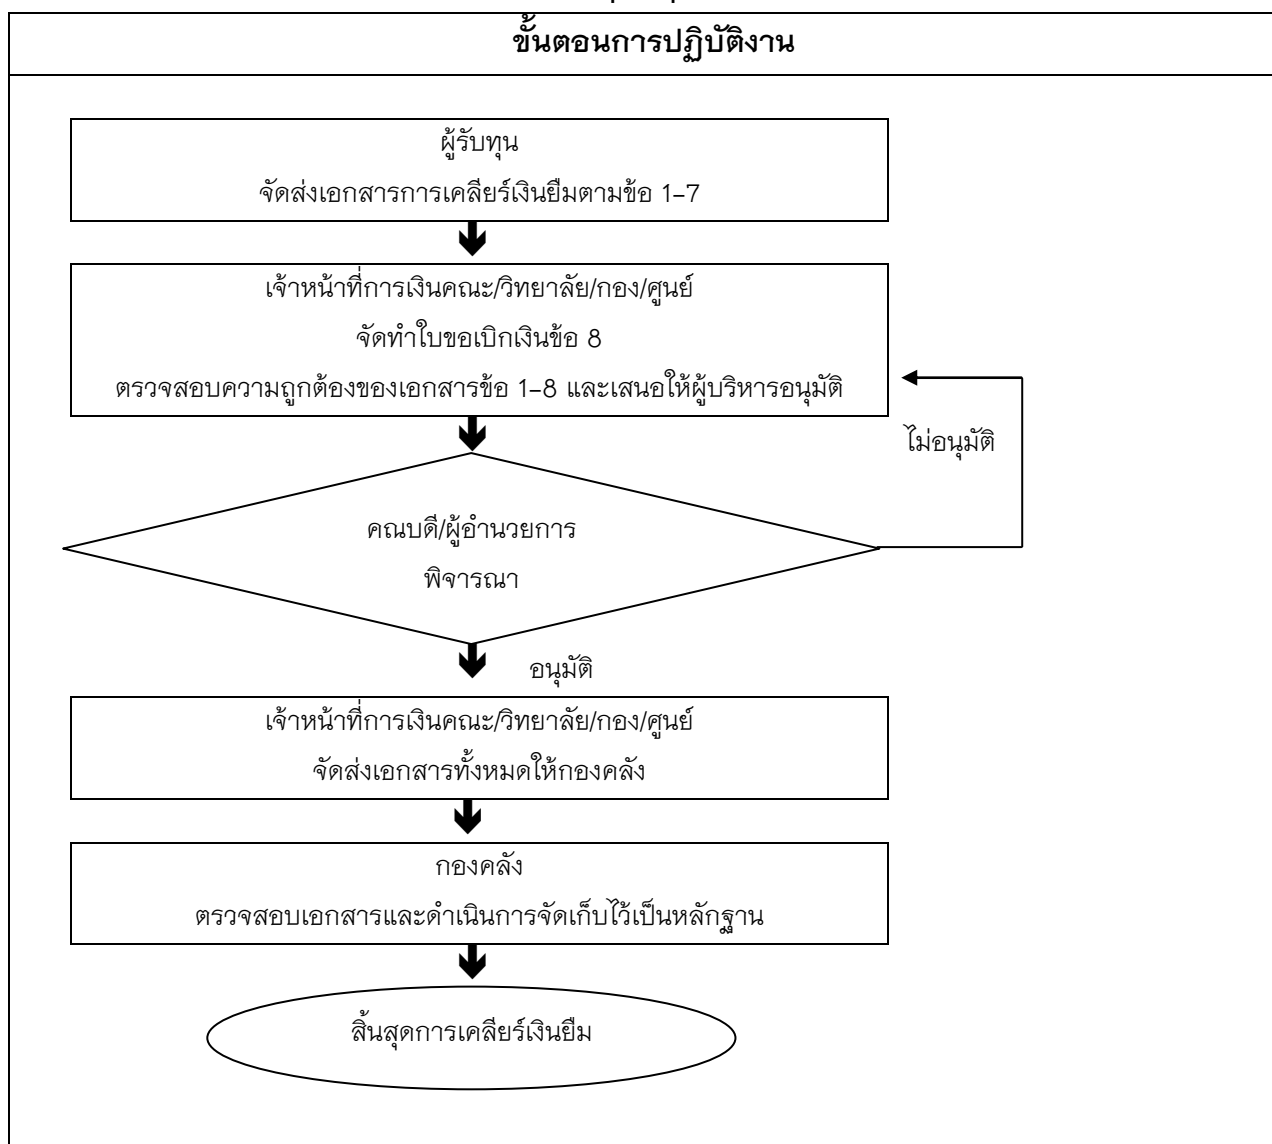 ขั้นตอนการปฏิบัติงาน
ผู้รับทุน
จัดส่งเอกสารการเคลียร์เงินยืมตามข้อ 1-7
เจ้าหน้าที่การเงินคณะ/วิทยาลัย/กอง/ศูนย์
จัดทำใบขอเบิกเงินข้อ 8
ตรวจสอบความถูกต้องของเอกสารข้อ 1-8 และเสนอให้ผู้บริหารอนุมัติ
ไม่อนุมัติ
คณบดี/ผู้อำนวยการ
พิจารณา
อนุมัติ
เจ้าหน้าที่การเงินคณะ/วิทยาลัย/กอง/ศูนย์
จัดส่งเอกสารทั้งหมดให้กองคลัง
กองคลัง
ตรวจสอบเอกสารและดำเนินการจัดเก็บไว้เป็นหลักฐาน
สิ้นสุดการเคลียร์เงินยืม